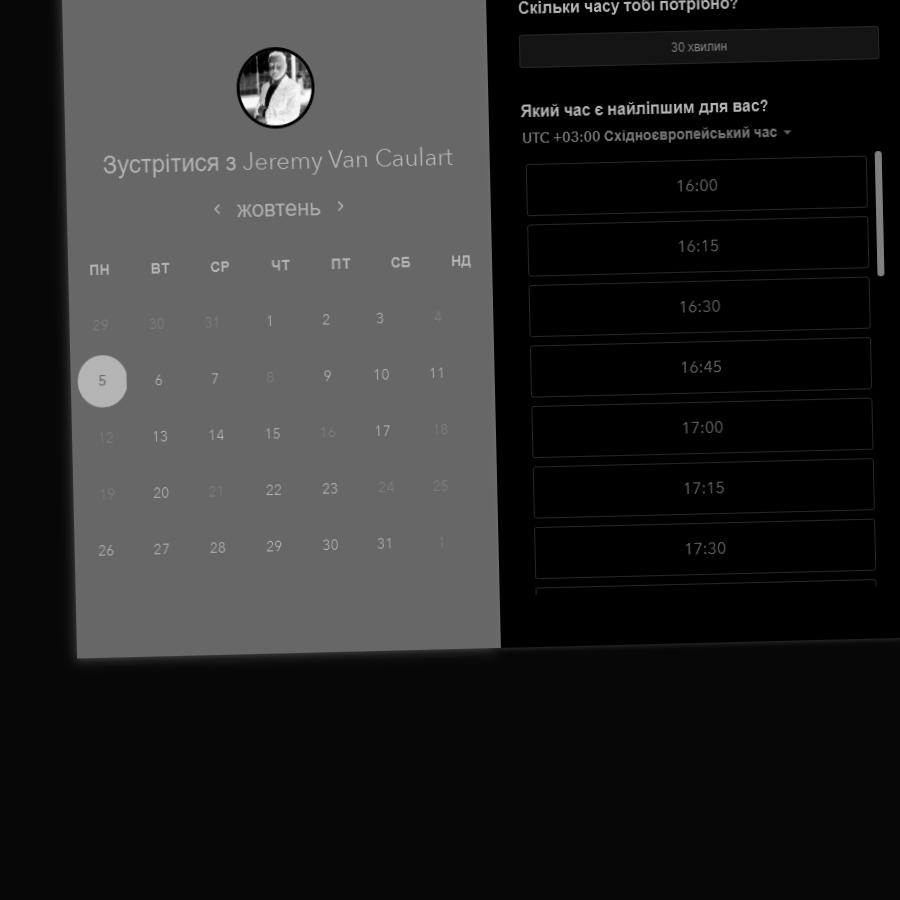 Зустрітися з Jeremy Van Caulart
жовтень
ПН ВТ СР ЧТ ПТ СБ НД
29 30 31 1 2 3 4
5 6 7 8 9 10 11
12 13 14 15 16 17 18
19 20 21 22 23 24 25
26 27 28 29 30 31 1
Скільки часу тобі потрібно?
30 хвилин
Який час є найліпшим для вас?
UTC +03:00 Східноєвропейський час
16:00
16:15
16:30
16:45
17:00
17:15
17:30